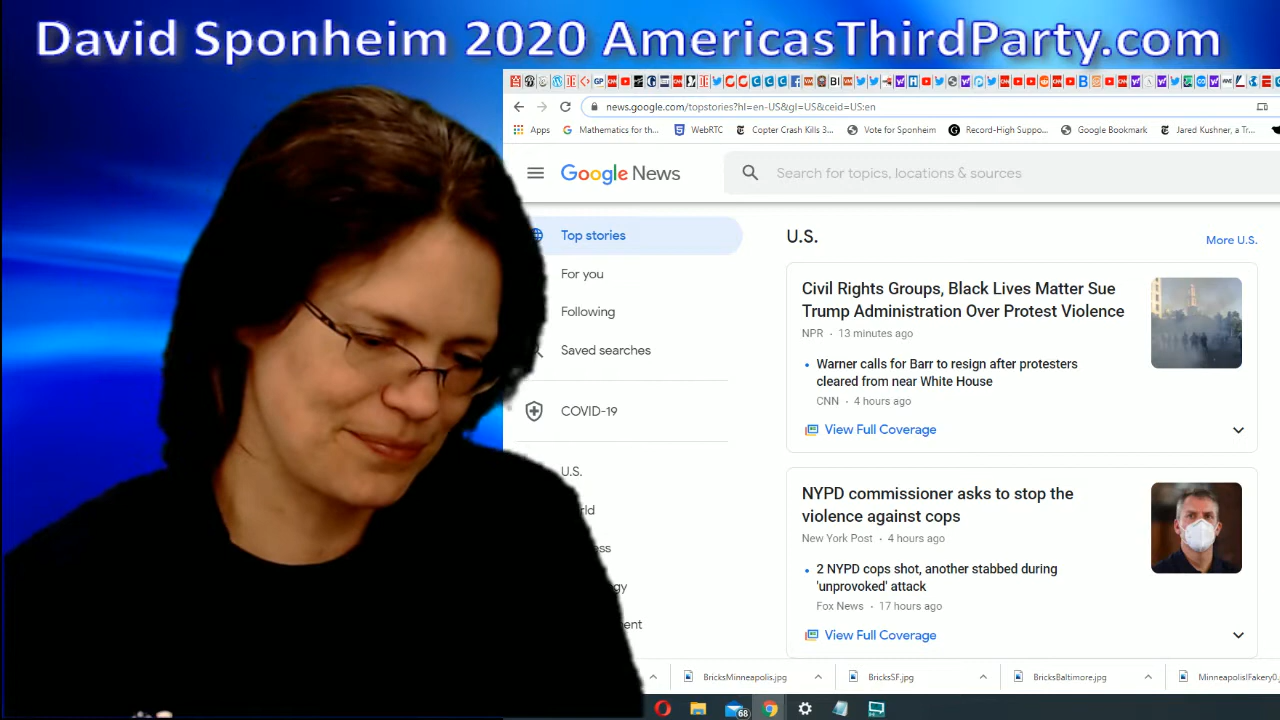 David Sponheim 2020 AmericasThirdParty.com
news.google.com/topstories?hl=en-US&gl=US&ceid=US:en
Apps
Mathematics for th...
WebRTC
Copter Crash Kills 3...
Vote for Sponheim
Record-High Suppo...
Google Bookmark
Jared Kushner, a Tr...
Google News
Search for topics, locations & sources
Top stories
For you
Following
Saved searches
COVID-19
U.S.
U.S.
More U.S.
Civil Rights Groups, Black Lives Matter Sue
Trump Administration Over Protest Violence
NPR • 13 minutes ago
• Warner calls for Barr to resign after protesters
cleared from near White House
CNN • 4 hours ago
View Full Coverage
NYPD commissioner asks to stop the
violence against cops
New York Post • 4 hours ago
• 2 NYPD cops shot, another stabbed during
'unprovoked' attack
Fox News • 17 hours ago
View Full Coverage
BricksMinneapolis.jpg
BricksSF.jpg
BricksBaltimore.jpg
68